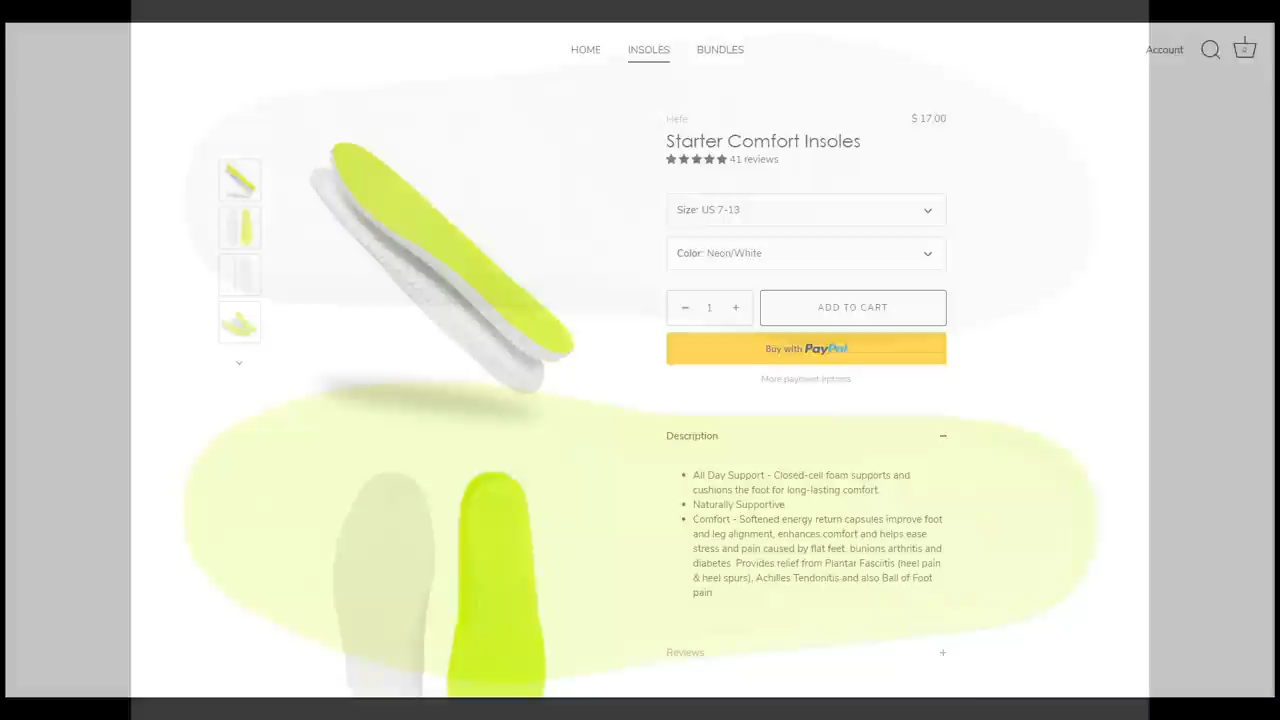 HOME INSOLES BUNDLES Account
0
Hefe $ 17.00
Starter Comfort Insoles
41 reviews
Size: US 7-13
Color: Neon/White
− 1 + ADD TO CART
Buy with PayPal
More payment options
Description −
• All Day Support - Closed-cell foam supports and
cushions the foot for long-lasting comfort.
• Naturally Supportive
• Comfort - Softened energy return capsules improve foot
and leg alignment, enhances comfort and helps ease
stress and pain caused by flat feet, bunions arthritis and
diabetes. Provides relief from Plantar Fasciitis (heel pain
& heel spurs), Achilles Tendonitis and also Ball of Foot
pain
Reviews +